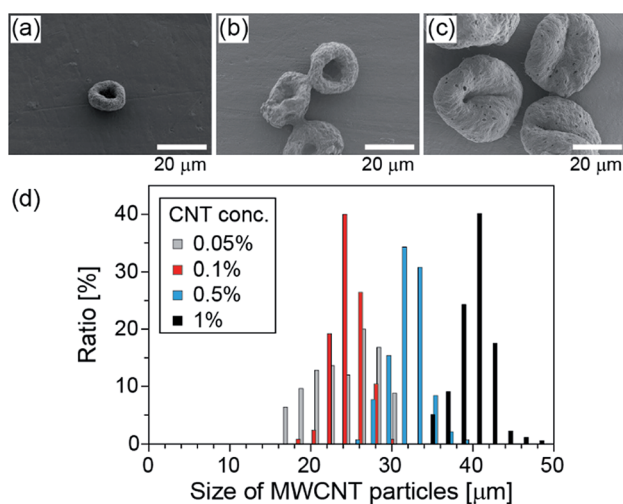 (a)
(b)
(c)
20 μm
20 μm
20 μm
(d)
CNT conc.
0.05%
0.1%
0.5%
1%
Ratio [%]
40
30
20
10
0
0
10
20
30
40
50
Size of MWCNT particles [μm]